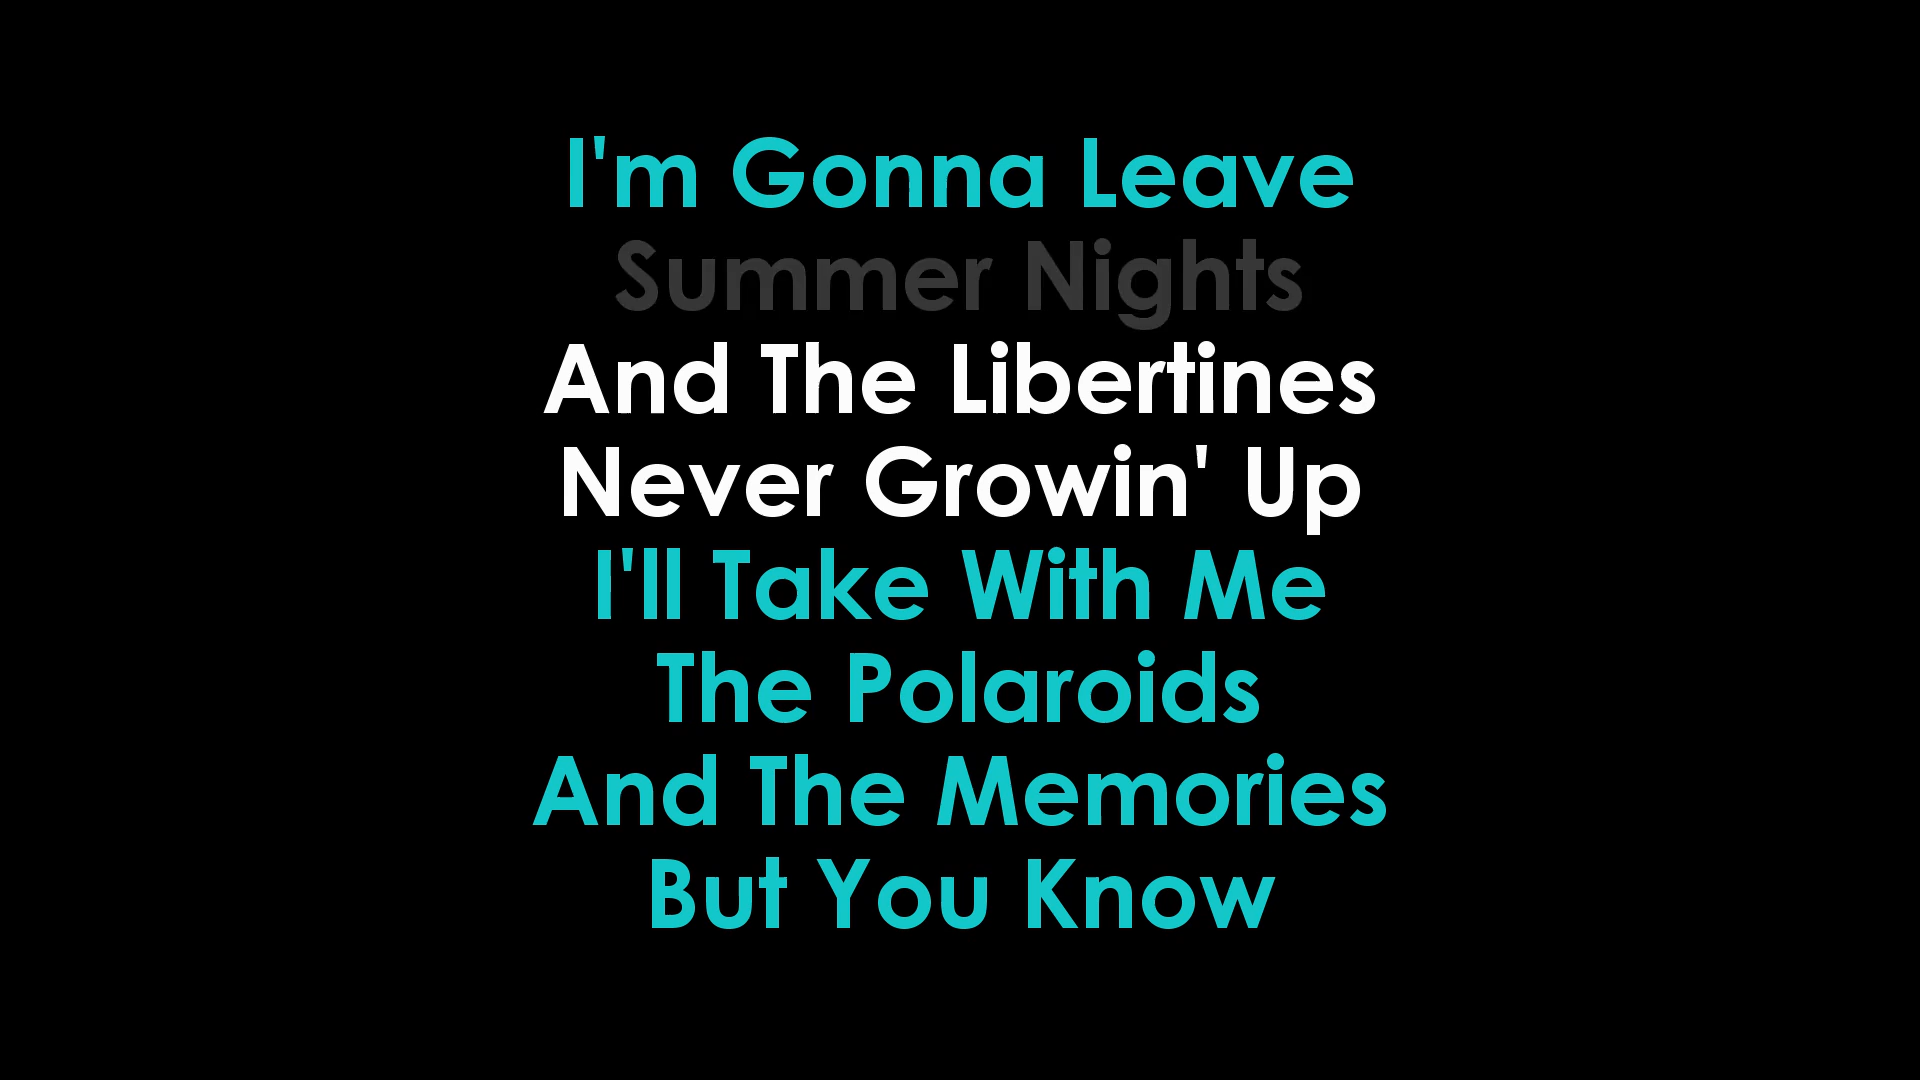 I'm Gonna Leave
Summer Nights
And The Libertines
Never Growin' Up
I'll Take With Me
The Polaroids
And The Memories
But You Know